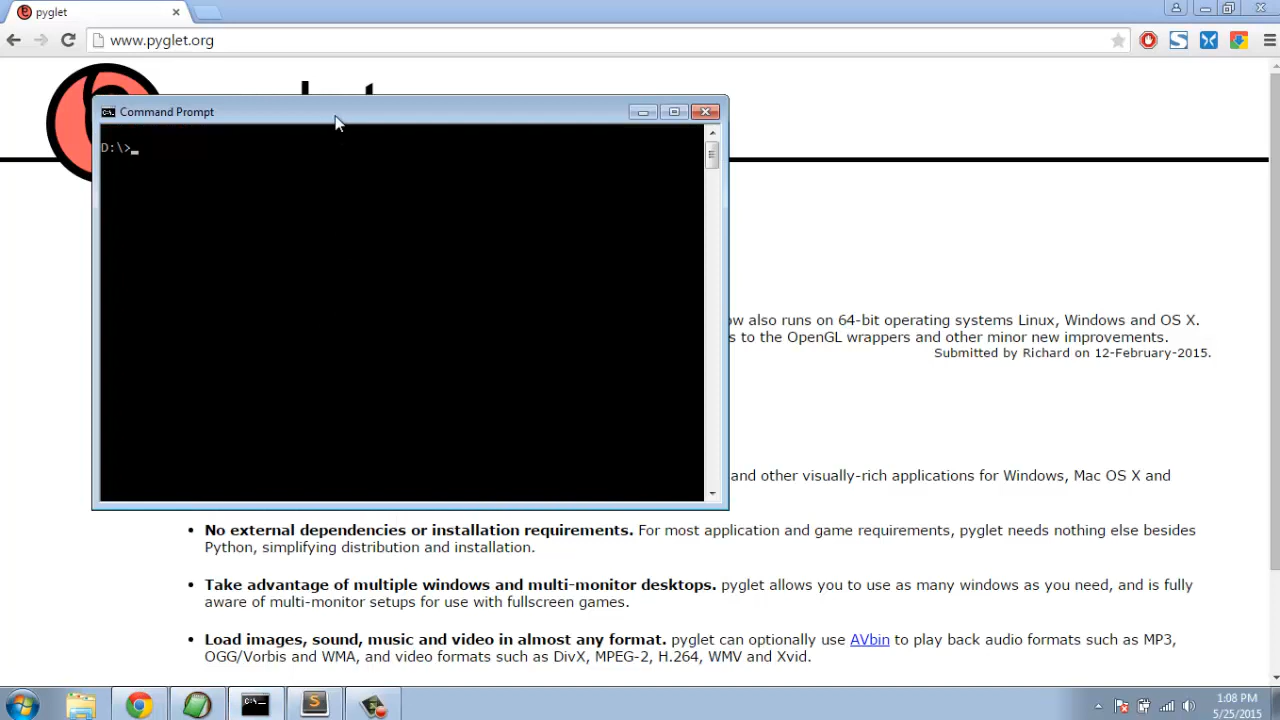 pyglet
www.pyglet.org
Command Prompt
D:\>_
ow also runs on 64-bit operating systems Linux, Windows and OS X.
s to the OpenGL wrappers and other minor new improvements.
Submitted by Richard on 12-February-2015.
and other visually-rich applications for Windows, Mac OS X and
• No external dependencies or installation requirements. For most application and game requirements, pyglet needs nothing else besides
Python, simplifying distribution and installation.
• Take advantage of multiple windows and multi-monitor desktops. pyglet allows you to use as many windows as you need, and is fully
aware of multi-monitor setups for use with fullscreen games.
• Load images, sound, music and video in almost any format. pyglet can optionally use AVbin to play back audio formats such as MP3,
OGG/Vorbis and WMA, and video formats such as DivX, MPEG-2, H.264, WMV and Xvid.
1:08 PM
5/25/2015